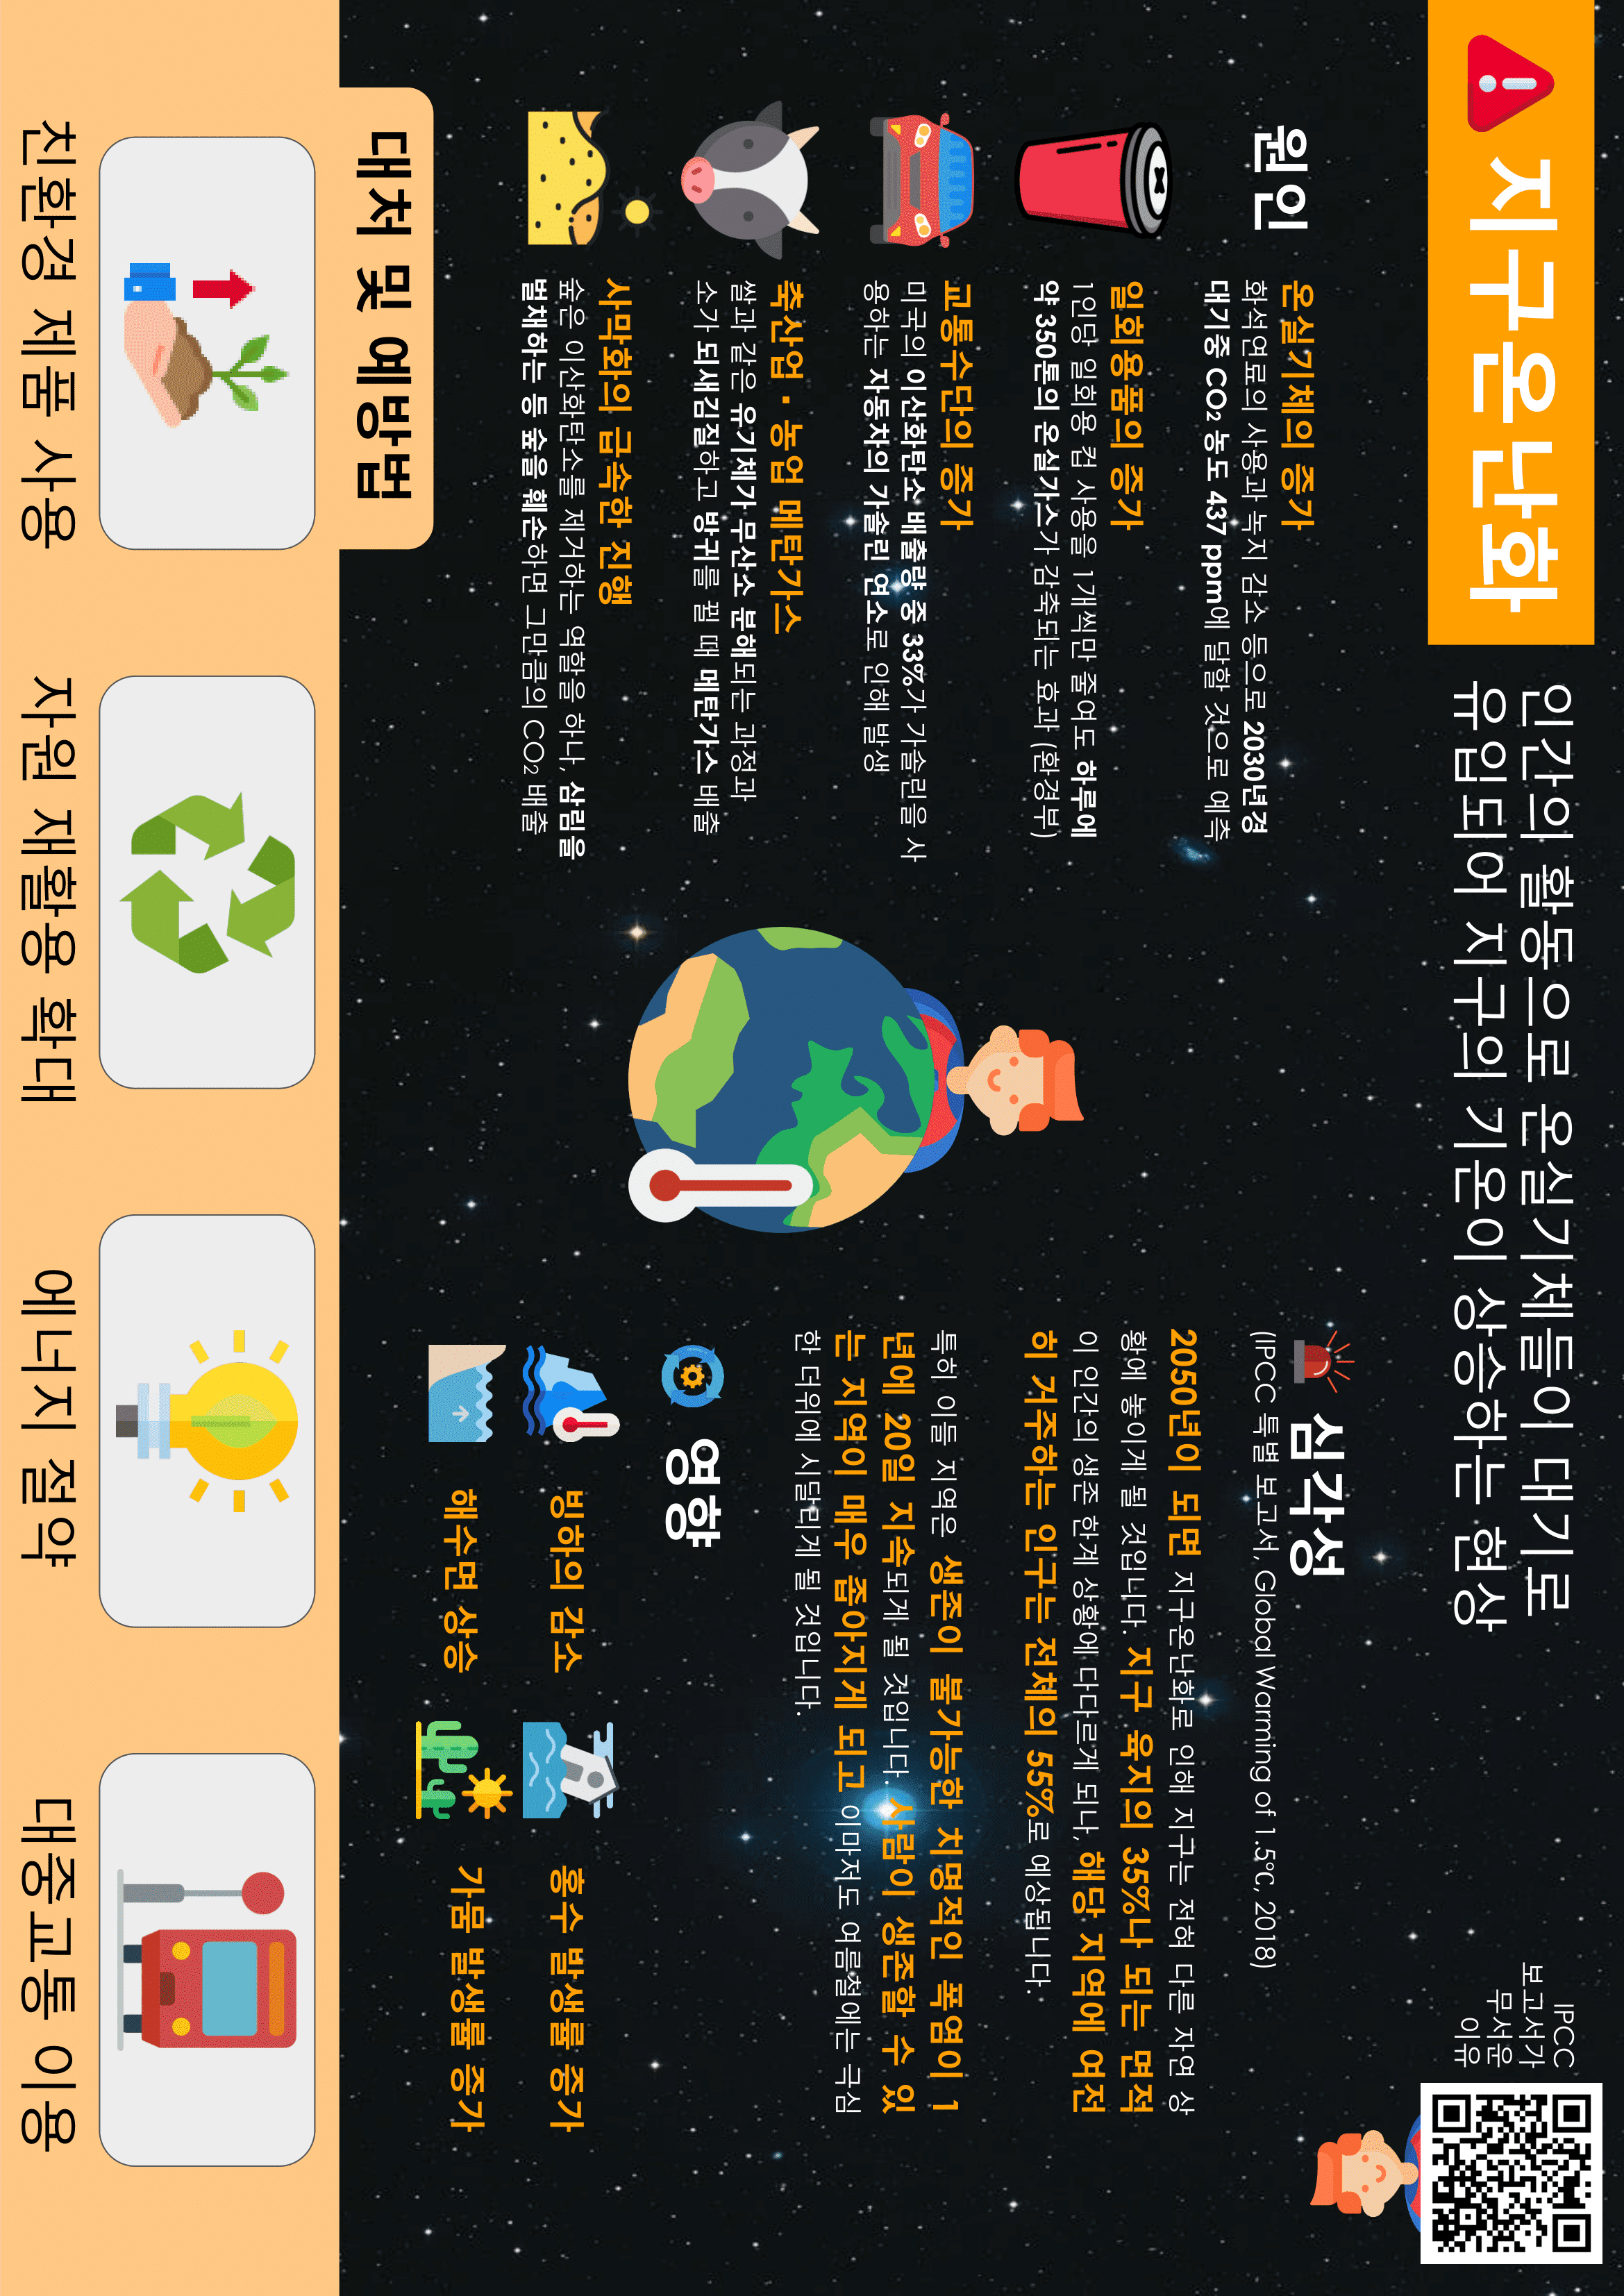 지구온난화
인간의 활동으로 온실기체들이 대기로
유입되어 지구의 기온이 상승하는 현상
IPCC
보고서가
무서운
이유
원인
온실기체의 증가
화석연료의 사용과 녹지 감소 등으로 2030년경
대기중 CO₂ 농도 437 ppm에 달할 것으로 예측
일회용품의 증가
1인당 일회용 컵 사용을 1개씩만 줄여도 하루에
약 350톤의 온실가스가 감축되는 효과 (환경부)
교통수단의 증가
미국의 이산화탄소 배출량 중 33%가 가솔린을 사
용하는 자동차의 가솔린 연소로 인해 발생
축산업 · 농업 메탄가스
쌀과 같은 유기체가 무산소 분해되는 과정과
소가 되새김질하고 방귀를 뀔 때 메탄가스 배출
사막화의 급속한 진행
숲은 이산화탄소를 제거하는 역할을 하나, 삼림을
벌채하는 등 숲을 훼손하면 그만큼의 CO₂ 배출
심각성
(IPCC 특별 보고서, Global Warming of 1.5℃, 2018)
2050년이 되면 지구온난화로 인해 지구는 전혀 다른 자연 상
황에 놓이게 될 것입니다. 지구 육지의 35%나 되는 면적
이 인간의 생존 한계 상황에 다다르게 되나, 해당 지역에 여전
히 거주하는 인구는 전체의 55%로 예상됩니다.
특히 이들 지역은 생존이 불가능한 치명적인 폭염이 1
년에 20일 지속되게 될 것입니다. 사람이 생존할 수 있
는 지역이 매우 좁아지게 되고 이마저도 여름철에는 극심
한 더위에 시달리게 될 것입니다.
영향
빙하의 감소
홍수 발생률 증가
해수면 상승
가뭄 발생률 증가
대처 및 예방법
친환경 제품 사용
자원 재활용 확대
에너지 절약
대중교통 이용